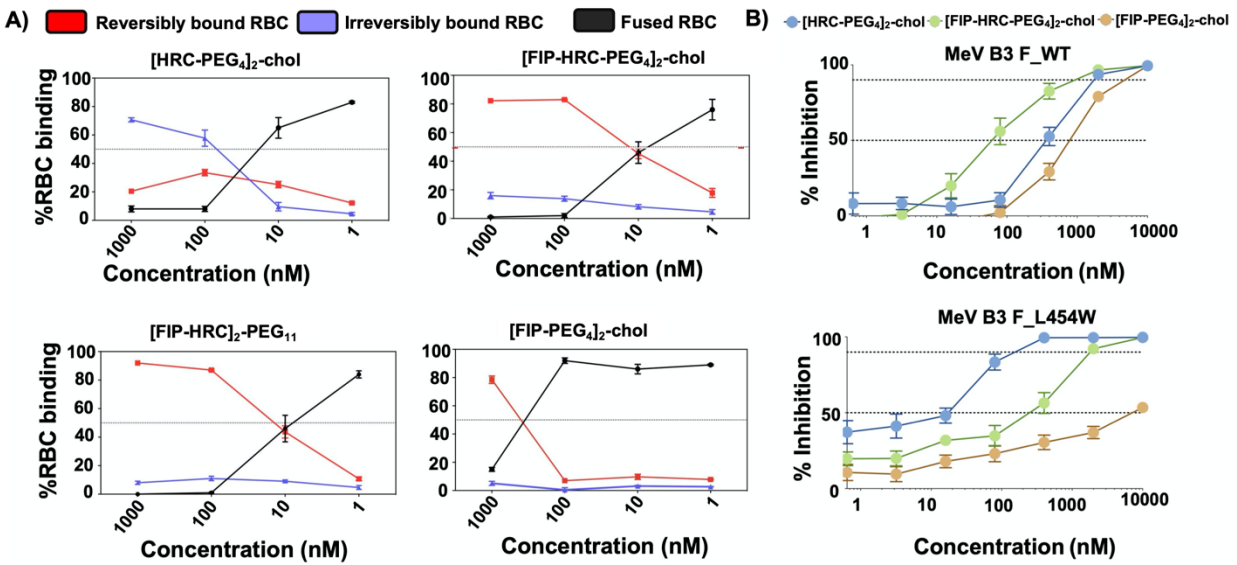 A)
Reversibly bound RBC
Irreversibly bound RBC
Fused RBC
[HRC-PEG₄]₂-chol
%RBC binding
100
80
60
40
20
0
1000
100
10
1
Concentration (nM)
[FIP-HRC-PEG₄]₂-chol
100
80
60
40
20
0
1000
100
10
1
Concentration (nM)
[FIP-HRC]₂-PEG₁₁
%RBC binding
100
80
60
40
20
0
1000
100
10
1
Concentration (nM)
[FIP-PEG₄]₂-chol
100
80
60
40
20
0
1000
100
10
1
Concentration (nM)
B)
[HRC-PEG₄]₂-chol
[FIP-HRC-PEG₄]₂-chol
[FIP-PEG₄]₂-chol
MeV B3 F_WT
% Inhibition
100
50
0
1
10
100
1000
10000
Concentration (nM)
MeV B3 F_L454W
% Inhibition
100
50
0
1
10
100
1000
10000
Concentration (nM)